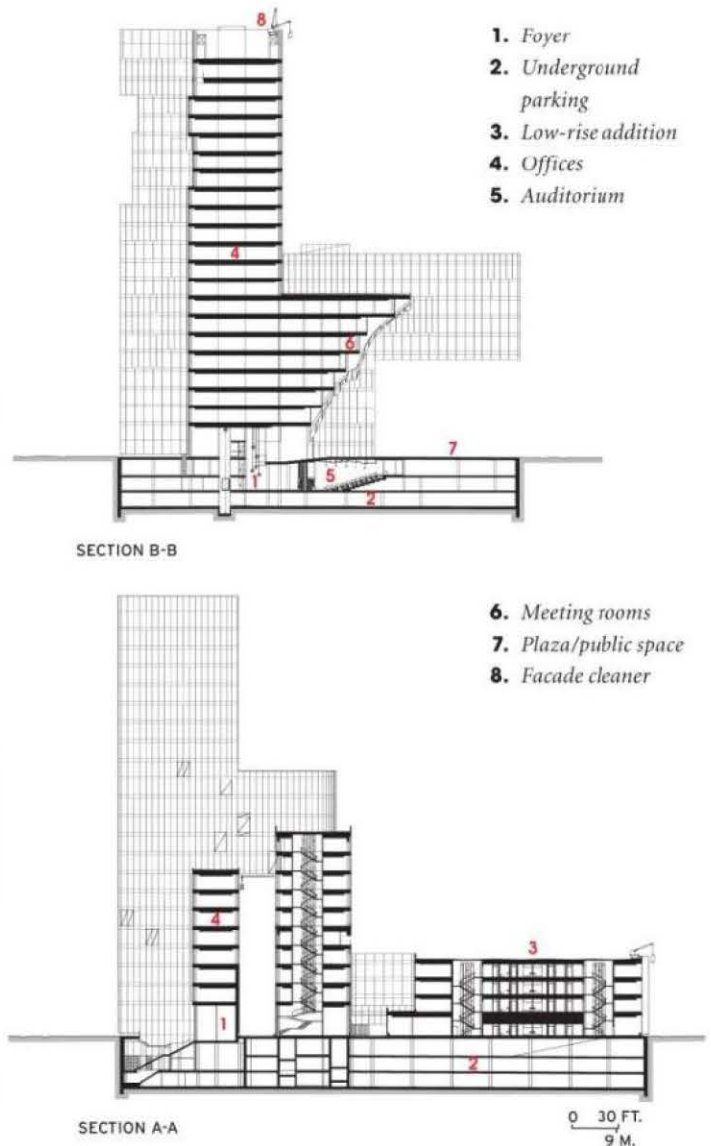 8
1. Foyer
2. Underground
parking
3. Low-rise addition
4. Offices
5. Auditorium
4
6
7
1
5
2
SECTION B-B
6. Meeting rooms
7. Plaza/public space
8. Facade cleaner
4
3
1
2
SECTION A-A
0 30 FT.
9 M.